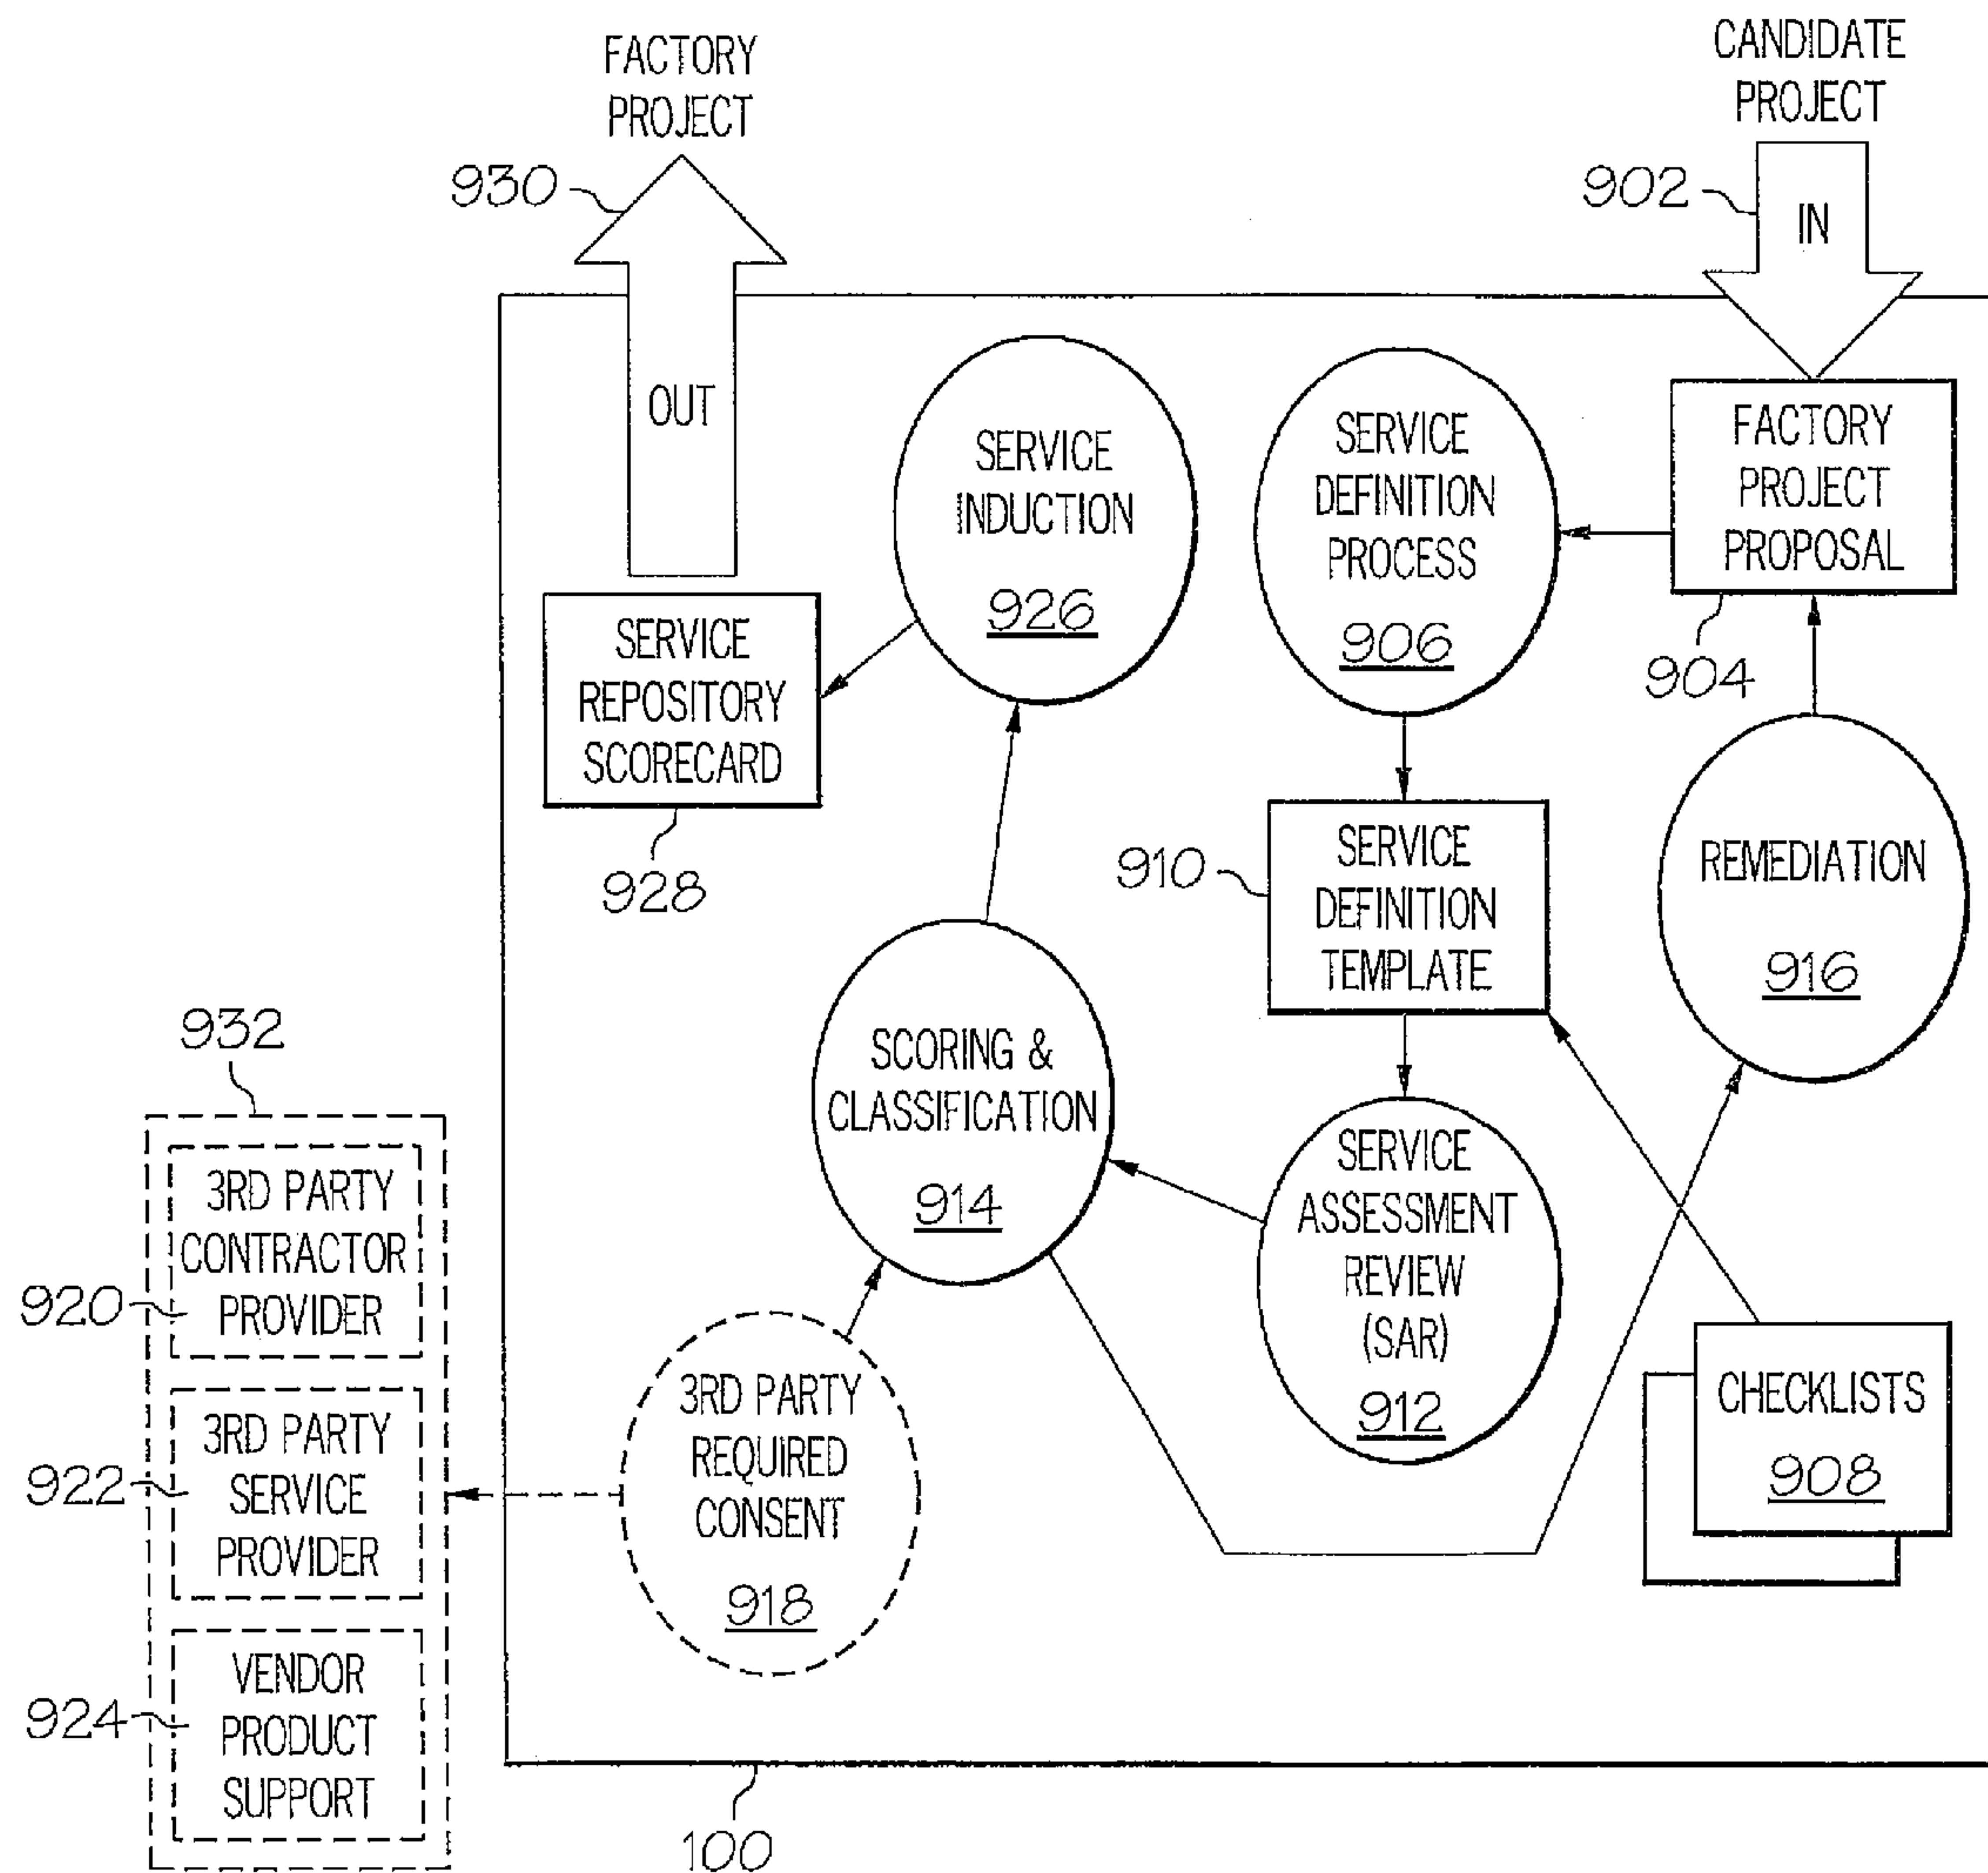 FACTORY
PROJECT
CANDIDATE
PROJECT
930
902
IN
OUT
SERVICE
INDUCTION
926
SERVICE
DEFINITION
PROCESS
906
FACTORY
PROJECT
PROPOSAL
904
SERVICE
REPOSITORY
SCORECARD
928
910
SERVICE
DEFINITION
TEMPLATE
REMEDIATION
916
932
SCORING &
CLASSIFICATION
914
SERVICE
ASSESSMENT
REVIEW
(SAR)
912
3RD PARTY
CONTRACTOR
PROVIDER
920
3RD PARTY
REQUIRED
CONSENT
918
CHECKLISTS
908
3RD PARTY
SERVICE
PROVIDER
922
VENDOR
PRODUCT
SUPPORT
924
100